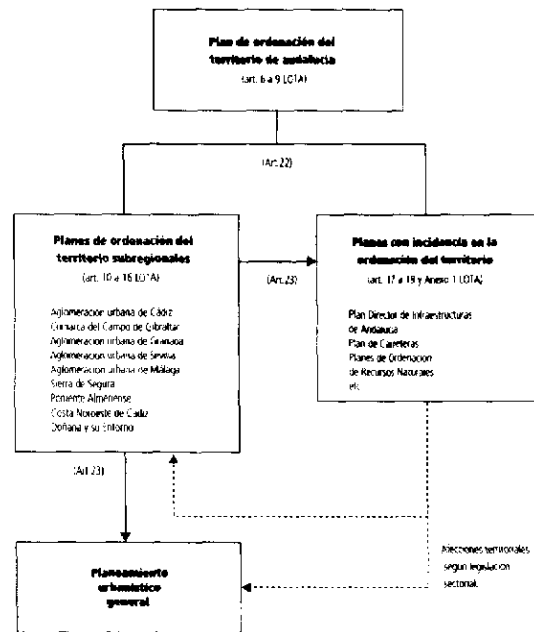 Plan de ordenación del
territorio de andalucía
(art. 6 a 9 LOTA)
(Art.22)
Planes de ordenación del
territorio subregionales
(art. 10 a 16 LOTA)
Aglomeración urbana de Cádiz
Comarca del Campo de Gibraltar
Aglomeración urbana de Granada
Aglomeración urbana de Sevilla
Aglomeración urbana de Málaga
Sierra de Segura
Poniente Almeriense
Costa Noroeste de Cádiz
Doñana y su Entorno
(Art.23)
Planes con incidencia en la
ordenación del territorio
(art. 17 a 19 y Anexo 1 LOTA)
Plan Director de Infraestructuras
de Andalucía
Plan de Carreteras
Planes de Ordenación
de Recursos Naturales
etc
(Art.23)
Afecciones territoriales
según legislación
sectorial.
Planeamiento
urbanístico
general